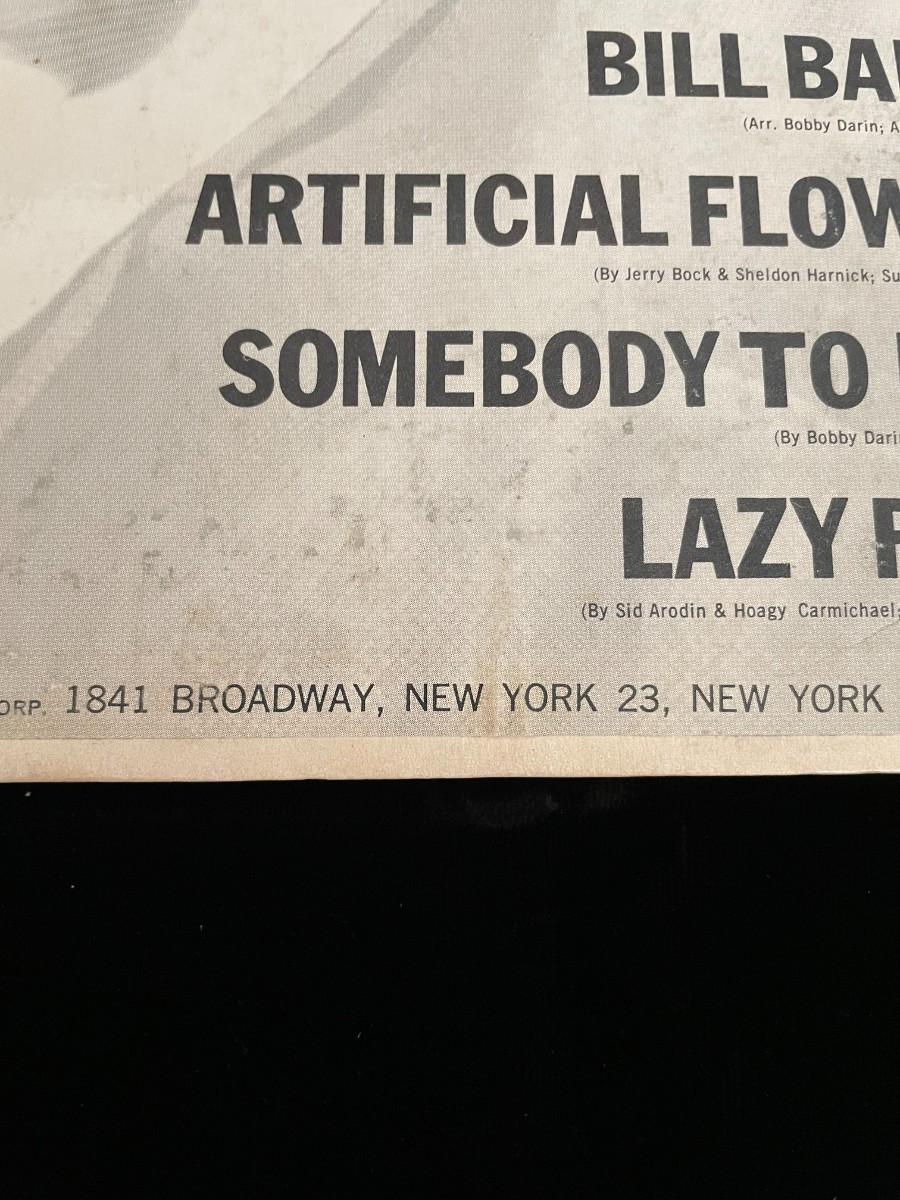 BILL BA
(Arr. Bobby Darin; A
ARTIFICIAL FLOW
(By Jerry Bock & Sheldon Harnick; Su
SOMEBODY TO
(By Bobby Dari
LAZY
(By Sid Arodin & Hoagy Carmichael;
ORP. 1841 BROADWAY, NEW YORK 23, NEW YORK